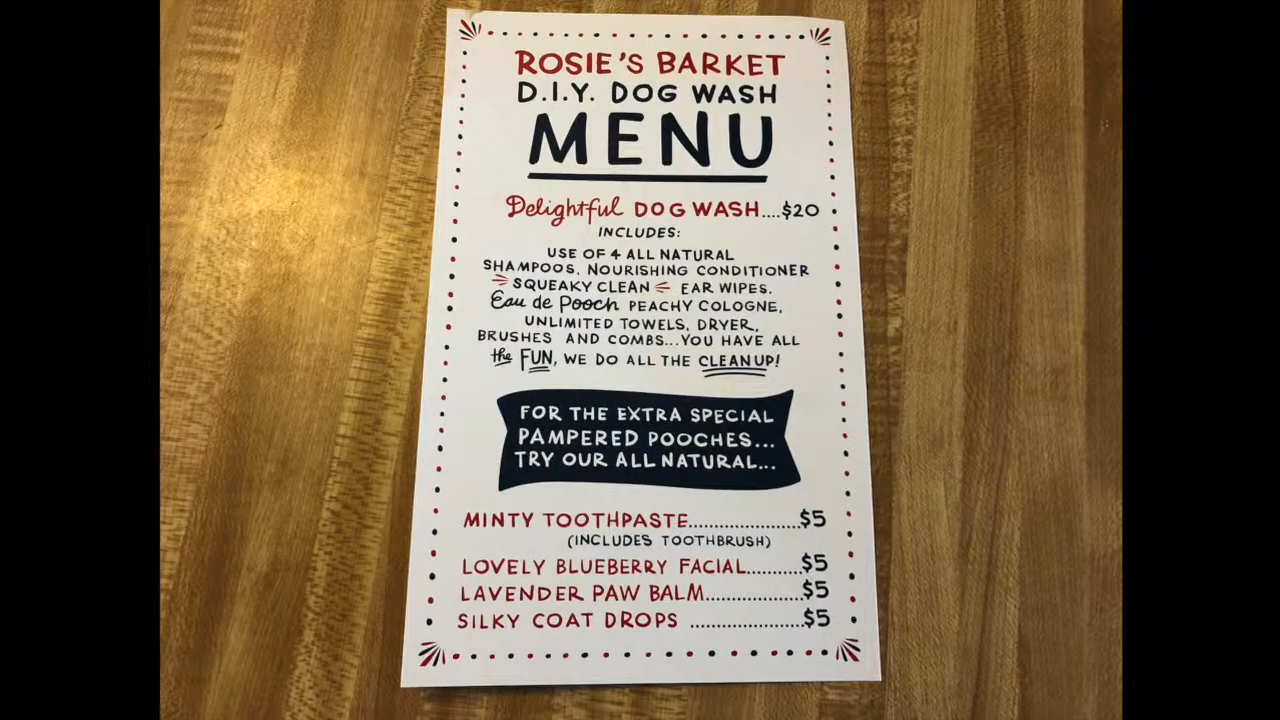 ROSIE'S BARKET
D.I.Y. DOG WASH
MENU
Delightful DOG WASH....$20
INCLUDES:
USE OF 4 ALL NATURAL
SHAMPOOS, NOURISHING CONDITIONER
SQUEAKY CLEAN EAR WIPES.
Eau de Pooch PEACHY COLOGNE,
UNLIMITED TOWELS, DRYER,
BRUSHES AND COMBS...YOU HAVE ALL
the FUN, WE DO ALL THE CLEANUP!
FOR THE EXTRA SPECIAL
PAMPERED POOCHES...
TRY OUR ALL NATURAL...
MINTY TOOTHPASTE.....................$5
(INCLUDES TOOTHBRUSH)
LOVELY BLUEBERRY FACIAL..........$5
LAVENDER PAW BALM..................$5
SILKY COAT DROPS .....................$5